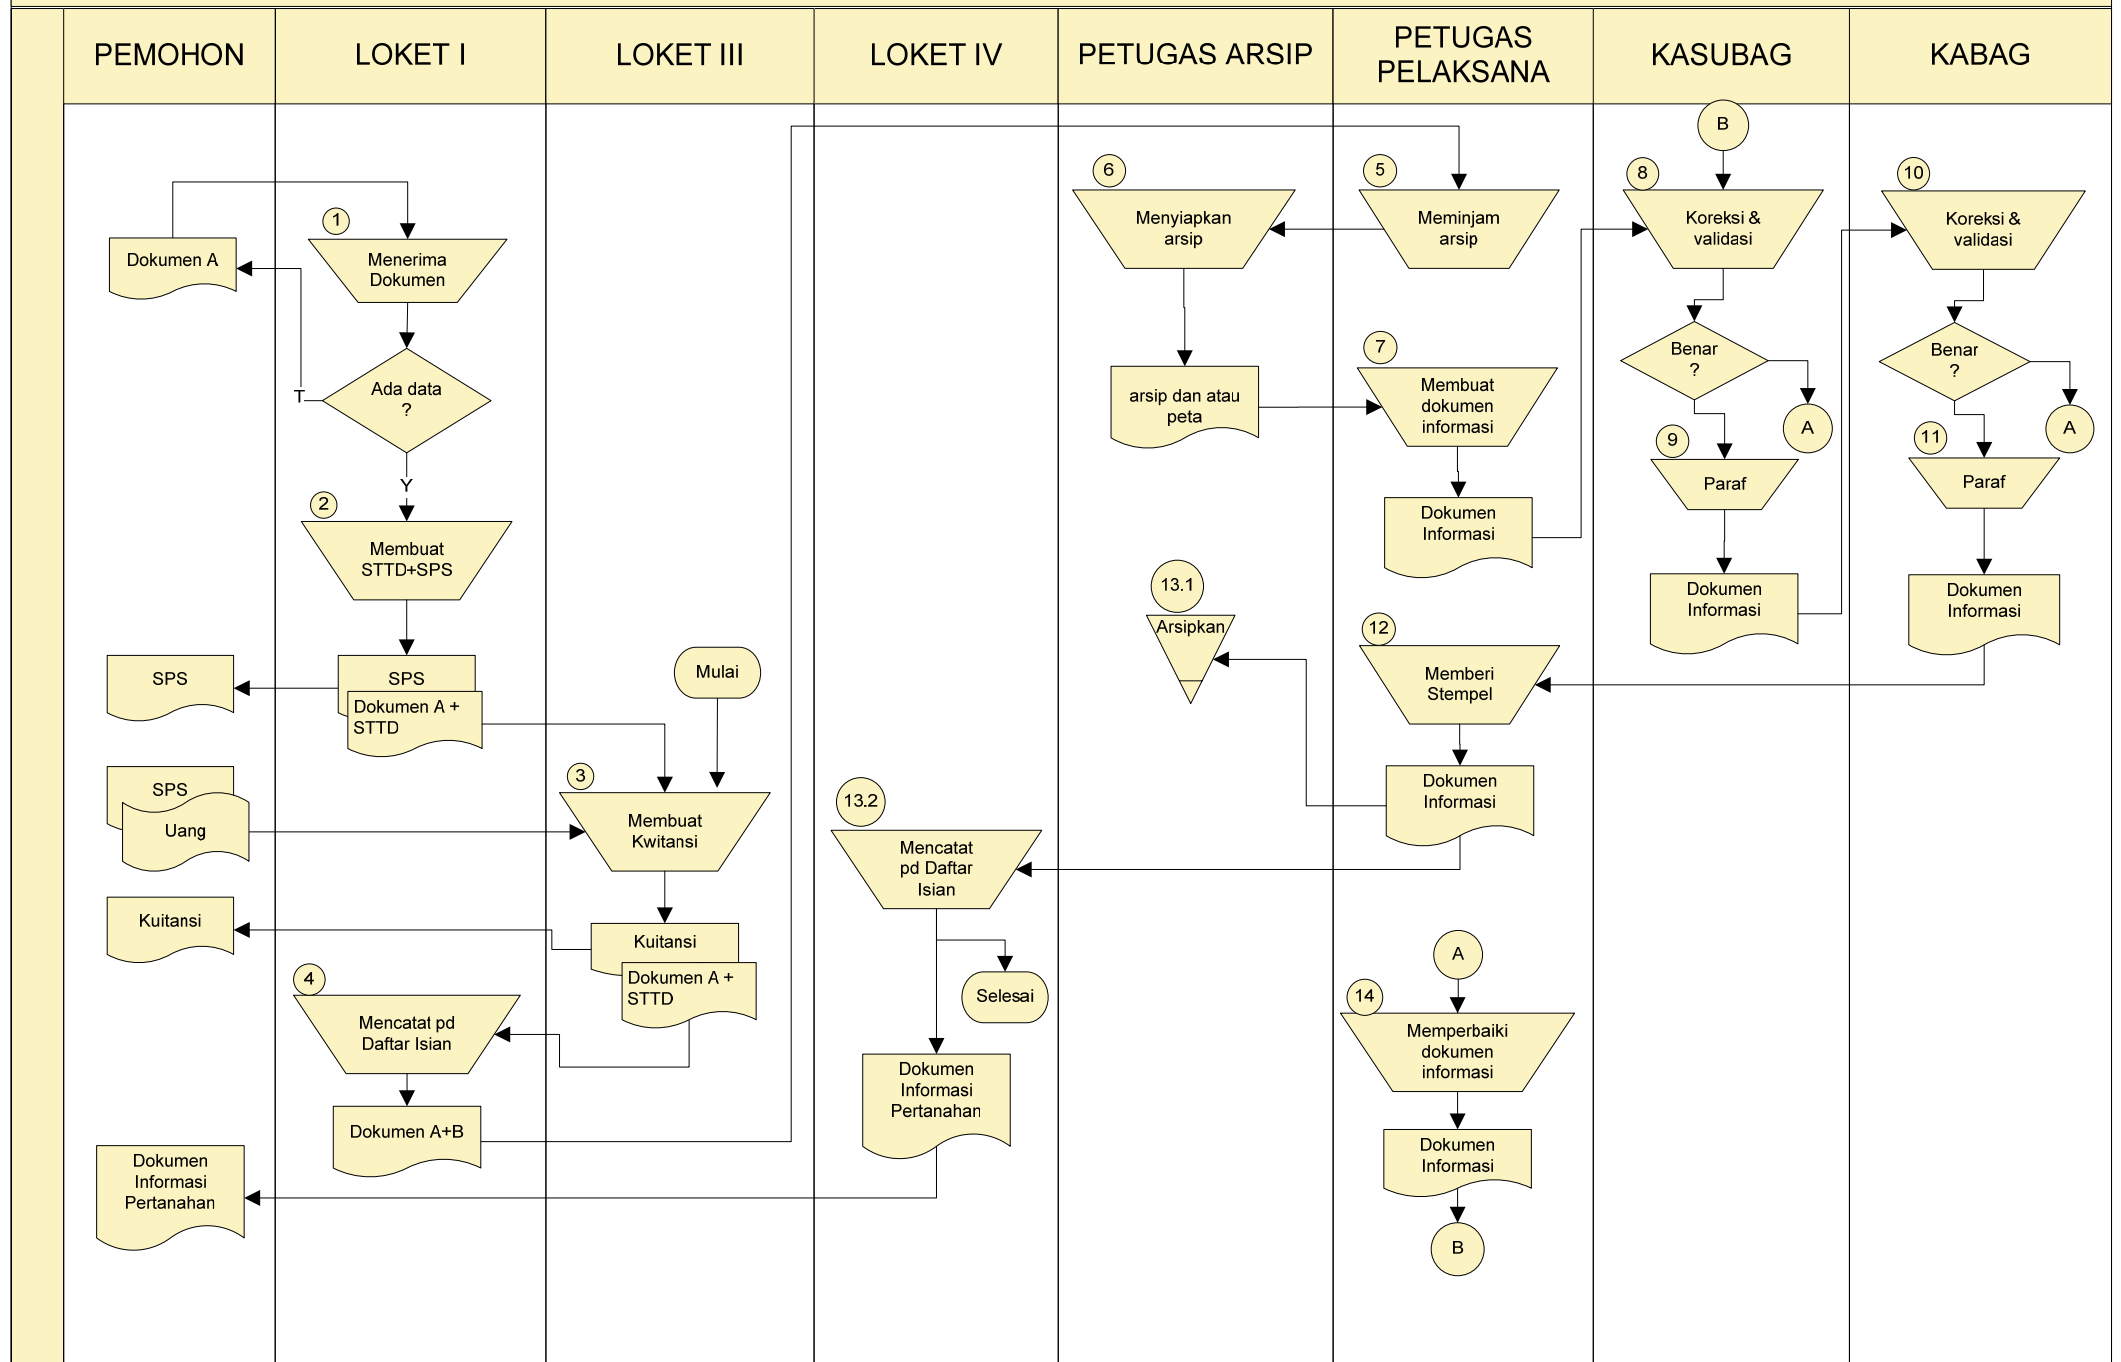 PEMOHON
LOKET I
LOKET III
LOKET IV
PETUGAS ARSIP
PETUGAS
PELAKSANA
KASUBAG
KABAG
Dokumen A
SPS
SPS
Uang
Kuitansi
Dokumen
Informasi
Pertanahan
1
Menerima
Dokumen
Ada data
?
T
Y
2
Membuat
STTD+SPS
SPS
Dokumen A +
STTD
4
Mencatat pd
Daftar Isian
Dokumen A+B
Mulai
3
Membuat
Kwitansi
Kuitansi
Dokumen A +
STTD
13.2
Mencatat
pd Daftar
Isian
Selesai
Dokumen
Informasi
Pertanahan
6
Menyiapkan
arsip
arsip dan atau
peta
13.1
Arsipkan
5
Meminjam
arsip
7
Membuat
dokumen
informasi
Dokumen
Informasi
12
Memberi
Stempel
Dokumen
Informasi
A
14
Memperbaiki
dokumen
informasi
Dokumen
Informasi
B
B
8
Koreksi &
validasi
Benar
?
A
9
Paraf
Dokumen
Informasi
10
Koreksi &
validasi
Benar
?
A
11
Paraf
Dokumen
Informasi